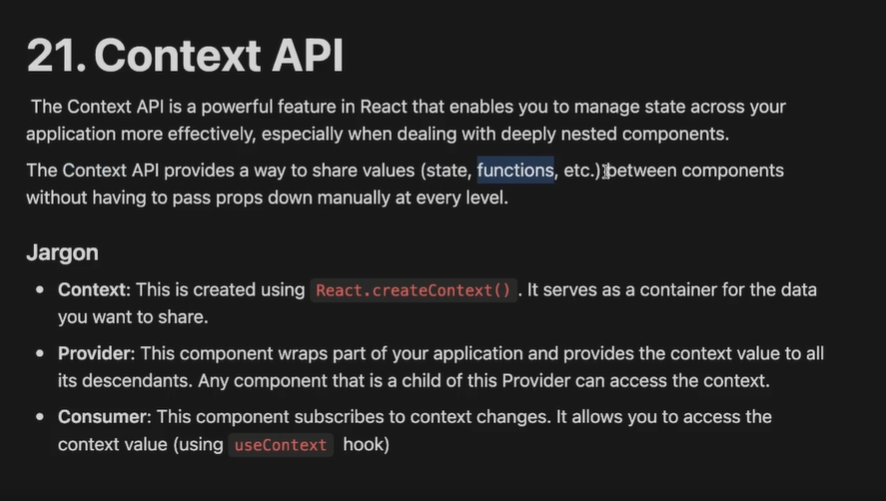 21. Context API
The Context API is a powerful feature in React that enables you to manage state across your
application more effectively, especially when dealing with deeply nested components.
The Context API provides a way to share values (state, functions, etc.) between components
without having to pass props down manually at every level.
Jargon
• Context: This is created using React.createContext() . It serves as a container for the data
you want to share.
• Provider: This component wraps part of your application and provides the context value to all
its descendants. Any component that is a child of this Provider can access the context.
• Consumer: This component subscribes to context changes. It allows you to access the
context value (using useContext hook)